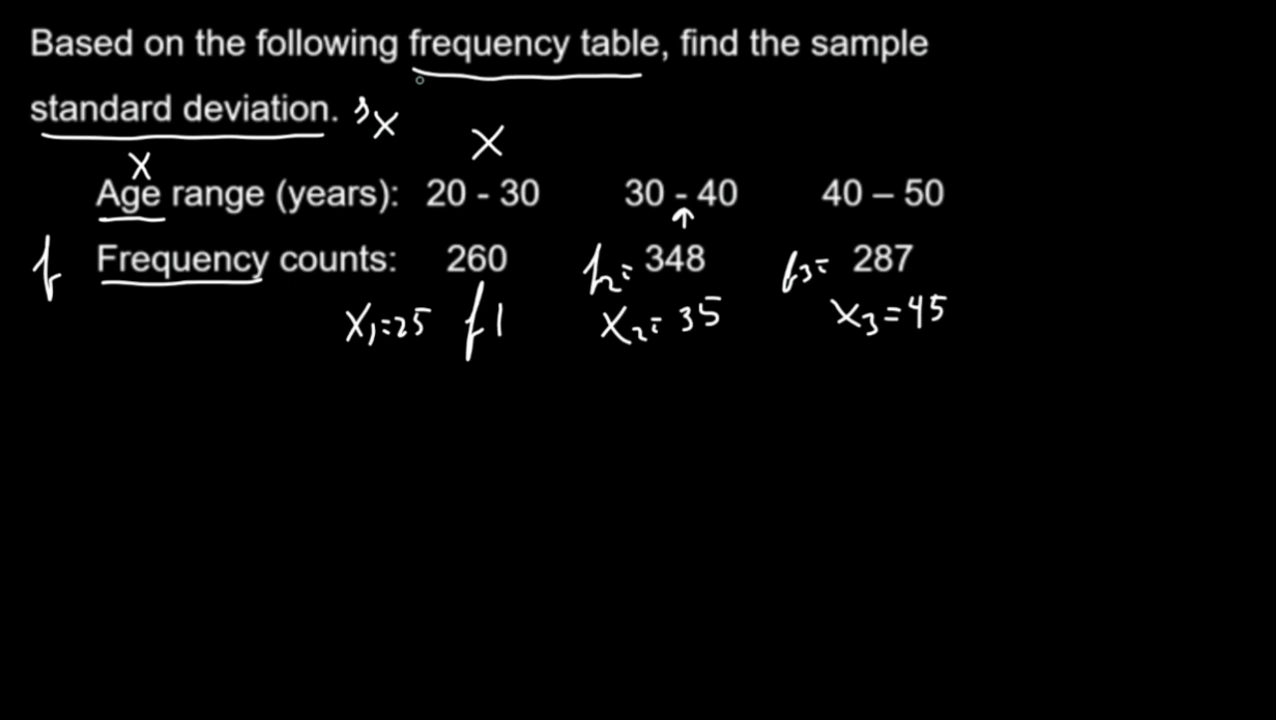 Based on the following frequency table, find the sample
standard deviation. sx
x
x
Age range (years): 20 - 30 30 - 40 40 – 50
f Frequency counts: 260 f2= 348 f3= 287
x1=25 f1 x2= 35 x3=45